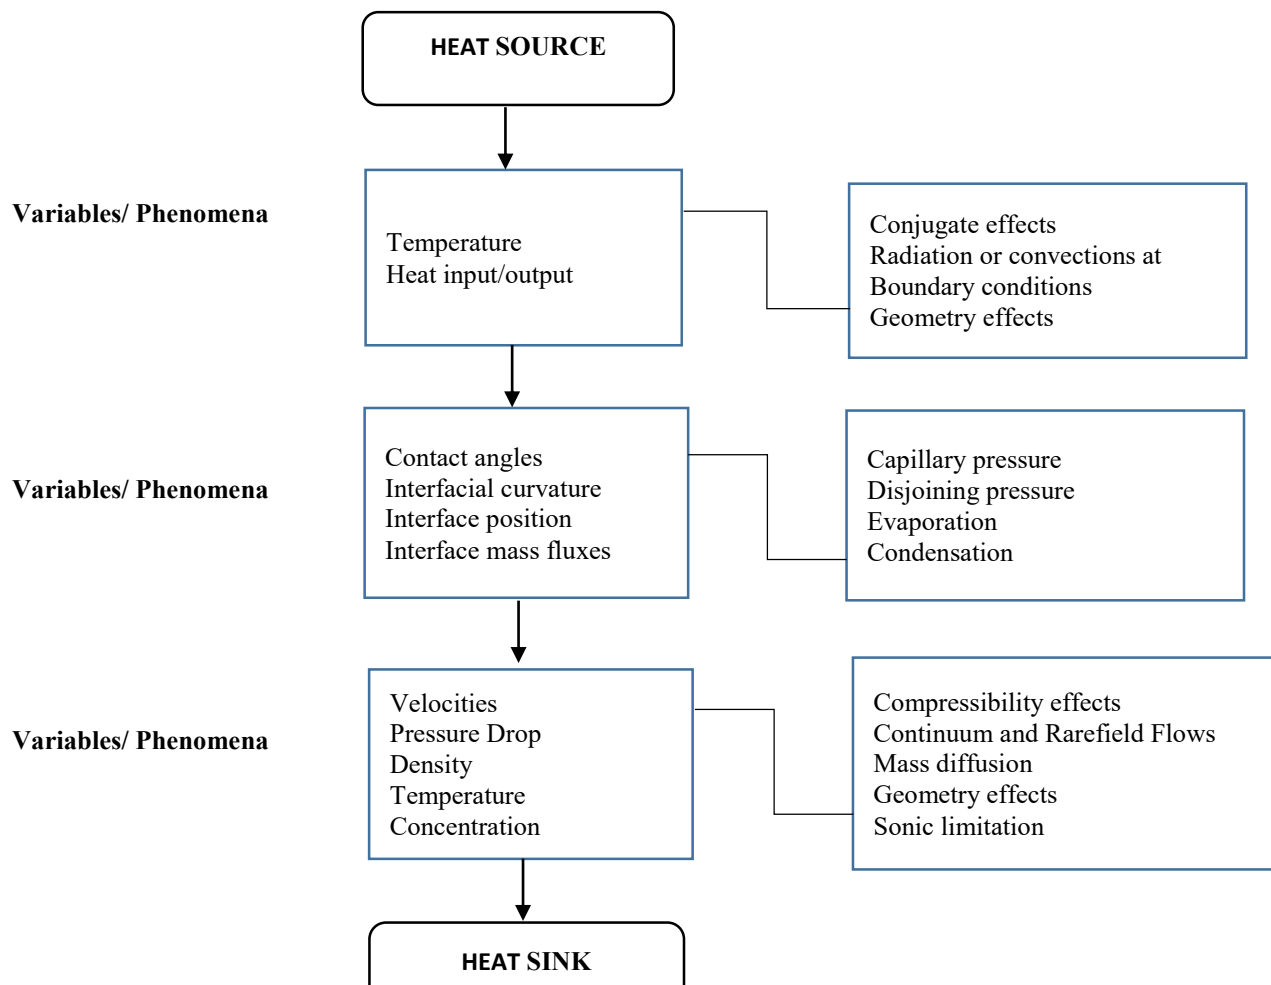 HEAT SOURCE
Variables/ Phenomena
Temperature
Heat input/output
Conjugate effects
Radiation or convections at
Boundary conditions
Geometry effects
Variables/ Phenomena
Contact angles
Interfacial curvature
Interface position
Interface mass fluxes
Capillary pressure
Disjoining pressure
Evaporation
Condensation
Variables/ Phenomena
Velocities
Pressure Drop
Density
Temperature
Concentration
Compressibility effects
Continuum and Rarefield Flows
Mass diffusion
Geometry effects
Sonic limitation
HEAT SINK